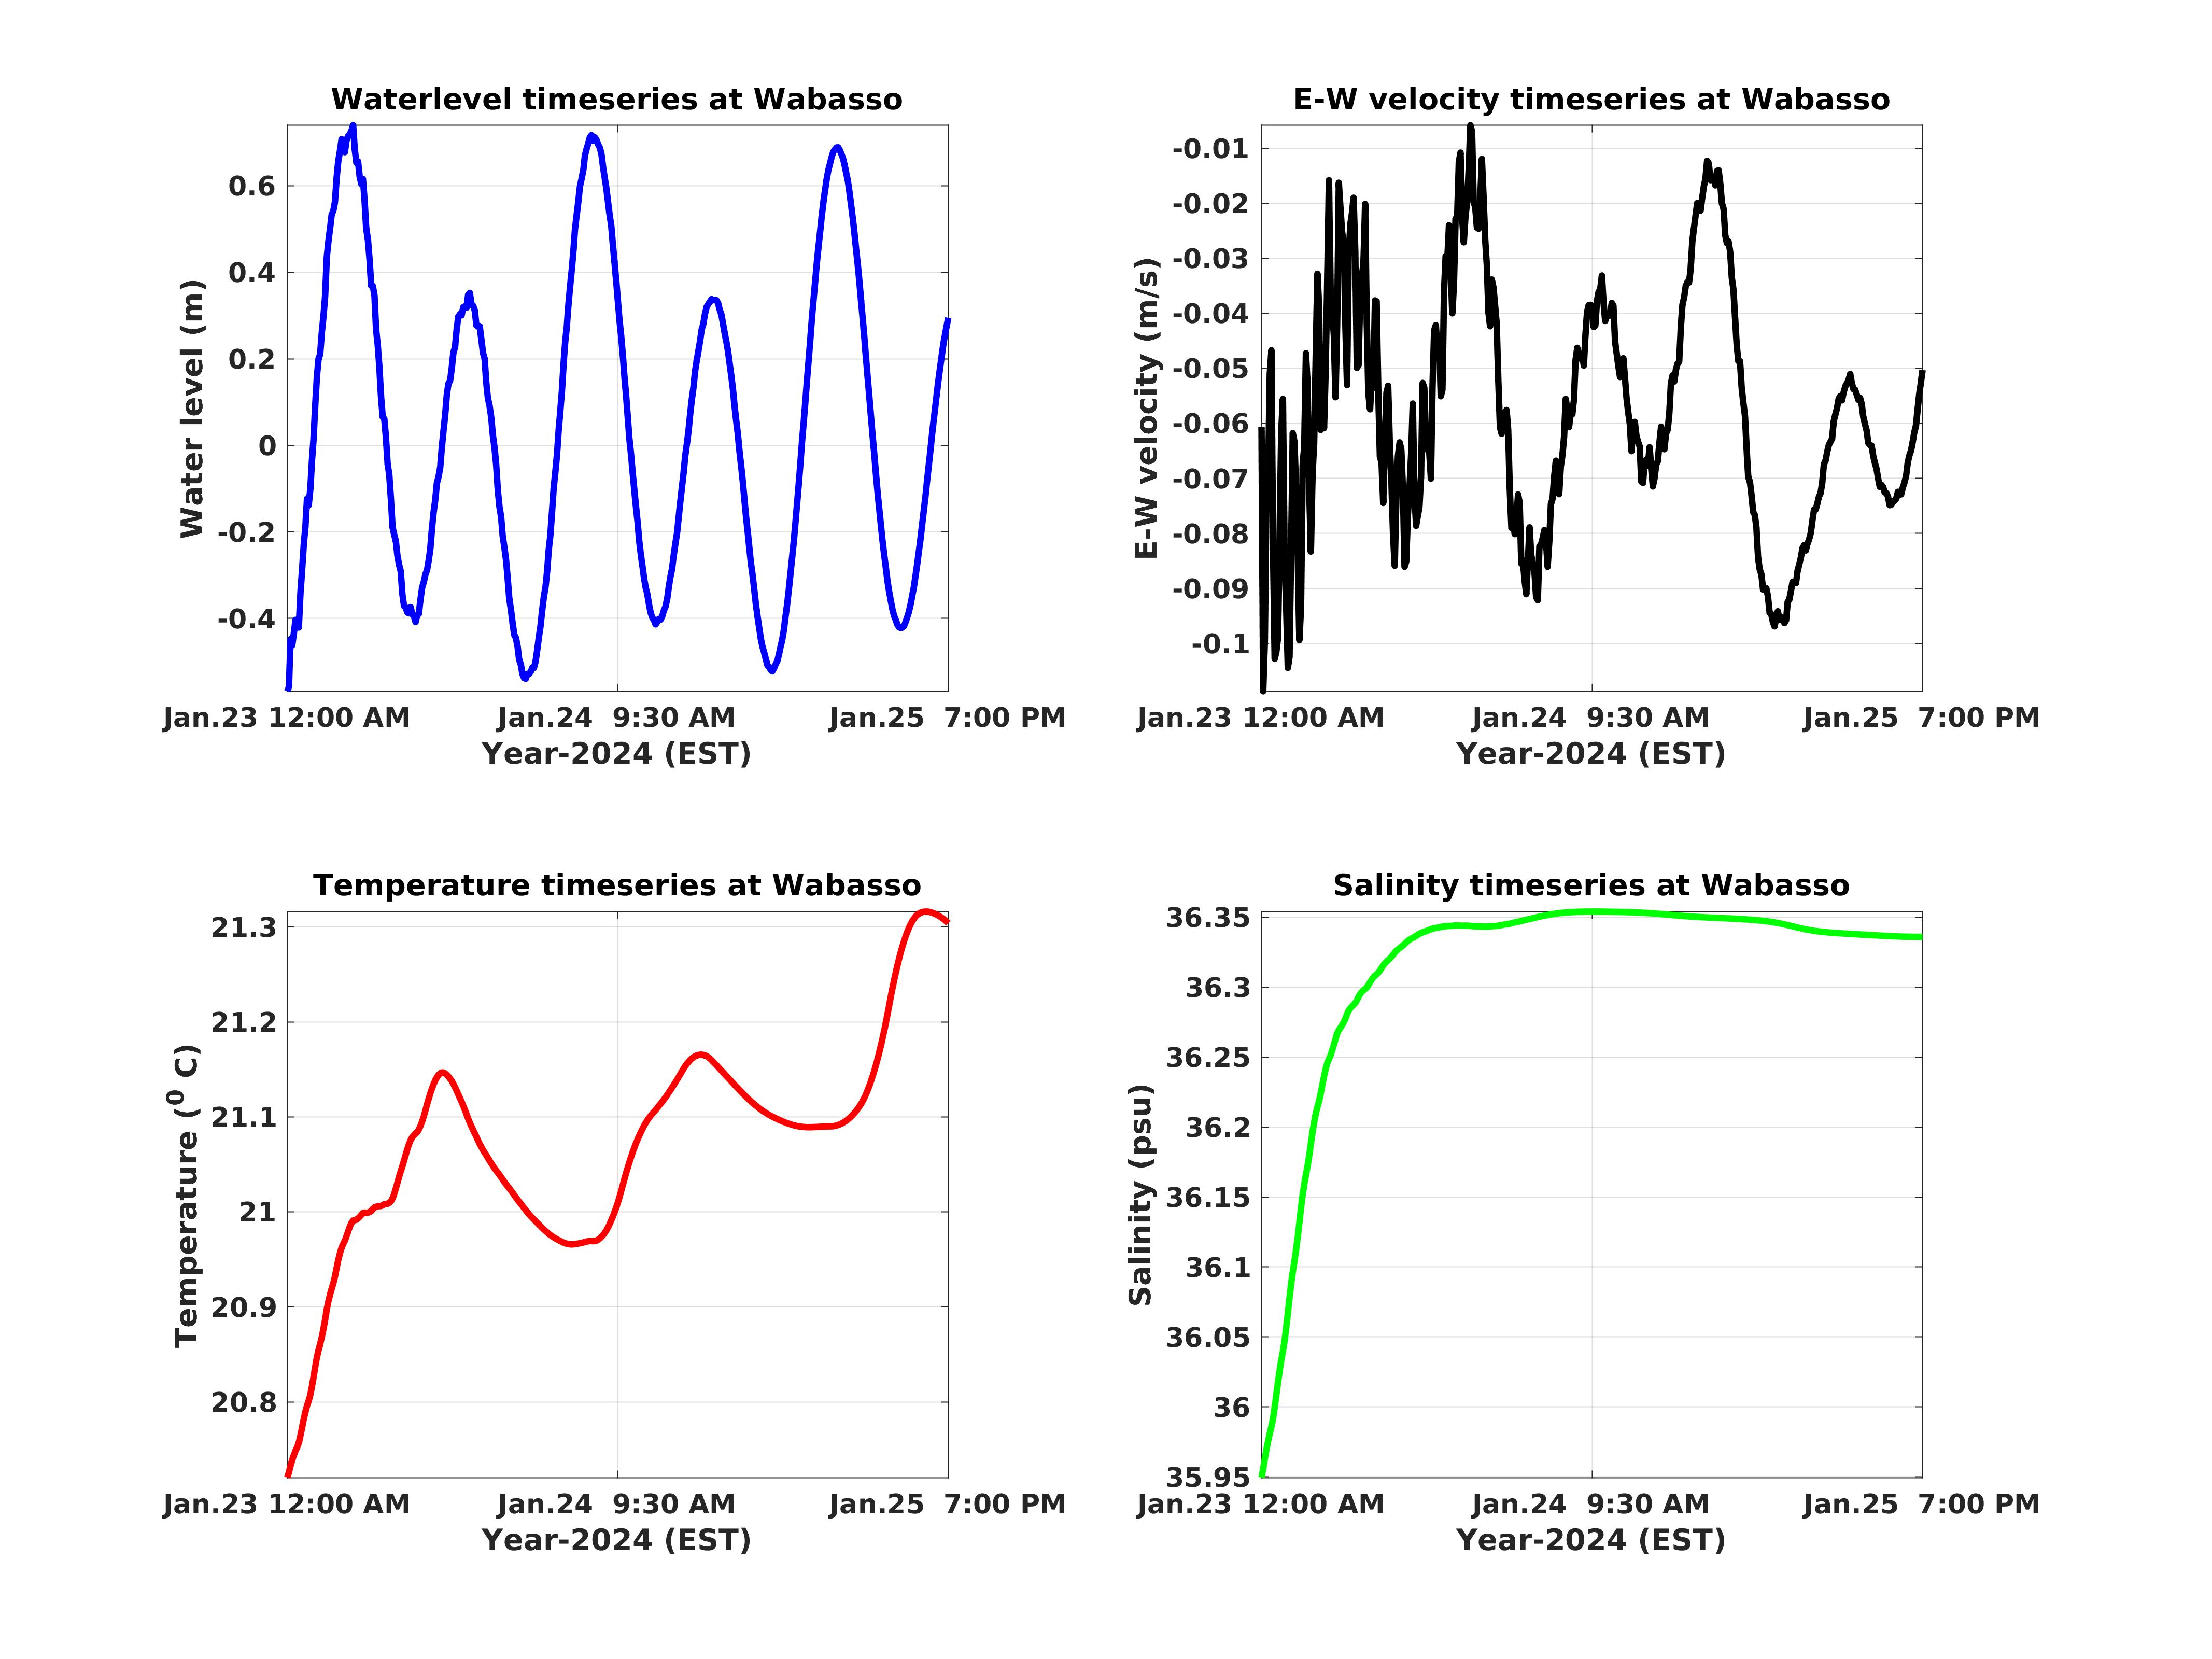 Waterlevel timeseries at Wabasso
0.6
0.4
0.2
0
-0.2
-0.4
Water level (m)
Jan.23 12:00 AM Jan.24 9:30 AM Jan.25 7:00 PM
Year-2024 (EST)
E-W velocity timeseries at Wabasso
-0.01
-0.02
-0.03
-0.04
-0.05
-0.06
-0.07
-0.08
-0.09
-0.1
E-W velocity (m/s)
Jan.23 12:00 AM Jan.24 9:30 AM Jan.25 7:00 PM
Year-2024 (EST)
Temperature timeseries at Wabasso
21.3
21.2
21.1
21
20.9
20.8
Temperature (⁰ C)
Jan.23 12:00 AM Jan.24 9:30 AM Jan.25 7:00 PM
Year-2024 (EST)
Salinity timeseries at Wabasso
36.35
36.3
36.25
36.2
36.15
36.1
36.05
36
35.95
Salinity (psu)
Jan.23 12:00 AM Jan.24 9:30 AM Jan.25 7:00 PM
Year-2024 (EST)